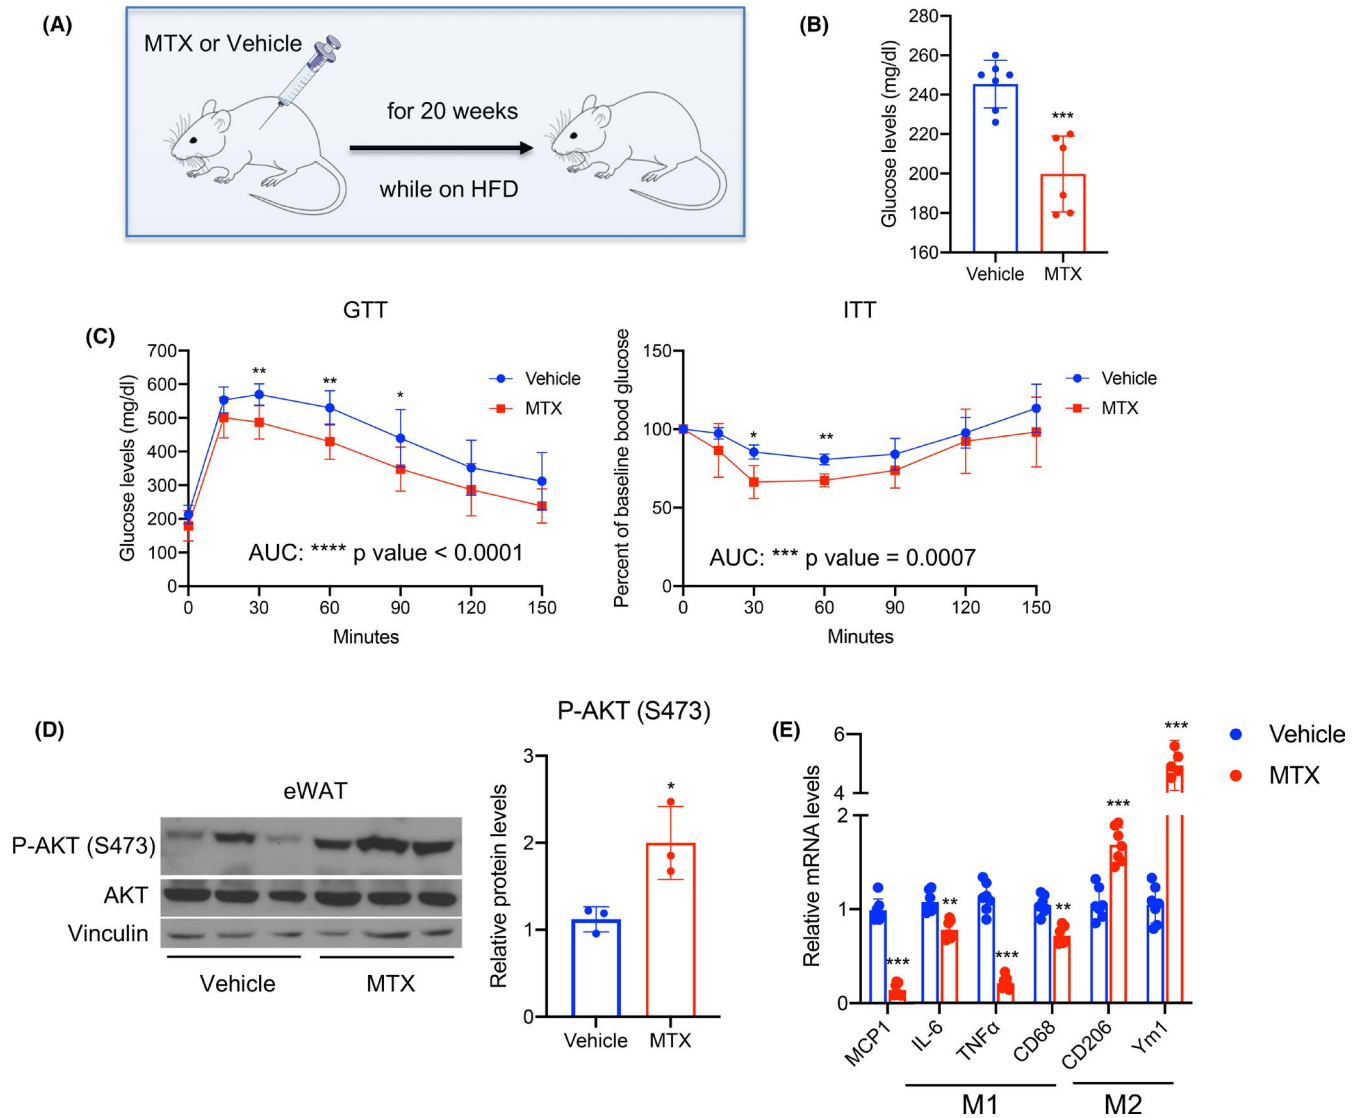 (A)
MTX or Vehicle
for 20 weeks
while on HFD
(B)
Glucose levels (mg/dl)
280
260
240
220
200
180
160
***
Vehicle
MTX
(C)
GTT
Glucose levels (mg/dl)
700
600
500
400
300
200
100
0
**
**
*
Vehicle
MTX
AUC: **** p value < 0.0001
0 30 60 90 120 150
Minutes
ITT
Percent of baseline bood glucose
150
100
50
0
*
**
Vehicle
MTX
AUC: *** p value = 0.0007
0 30 60 90 120 150
Minutes
(D)
eWAT
P-AKT (S473)
AKT
Vinculin
Vehicle
MTX
P-AKT (S473)
Relative protein levels
3
2
1
0
*
Vehicle
MTX
(E)
Relative mRNA levels
6
4
2
1
0
***
**
***
**
***
***
Vehicle
MTX
MCP1
IL-6
TNFα
CD68
CD206
Ym1
M1
M2